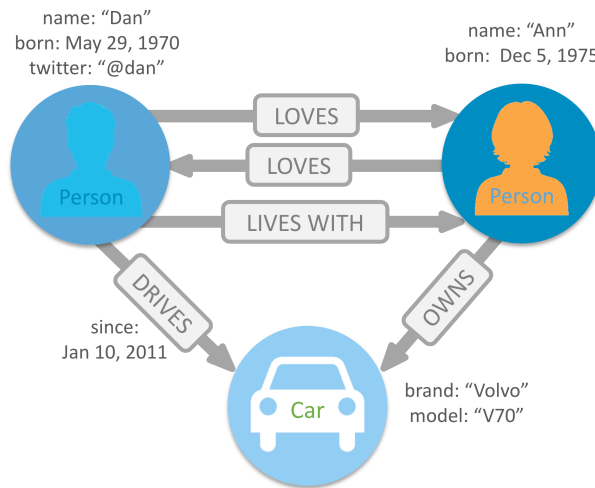 name: “Dan”
born: May 29, 1970
twitter: “@dan”
name: “Ann”
born: Dec 5, 1975
LOVES
LOVES
Person
Person
LIVES WITH
DRIVES
OWNS
since:
Jan 10, 2011
Car
brand: “Volvo”
model: “V70”